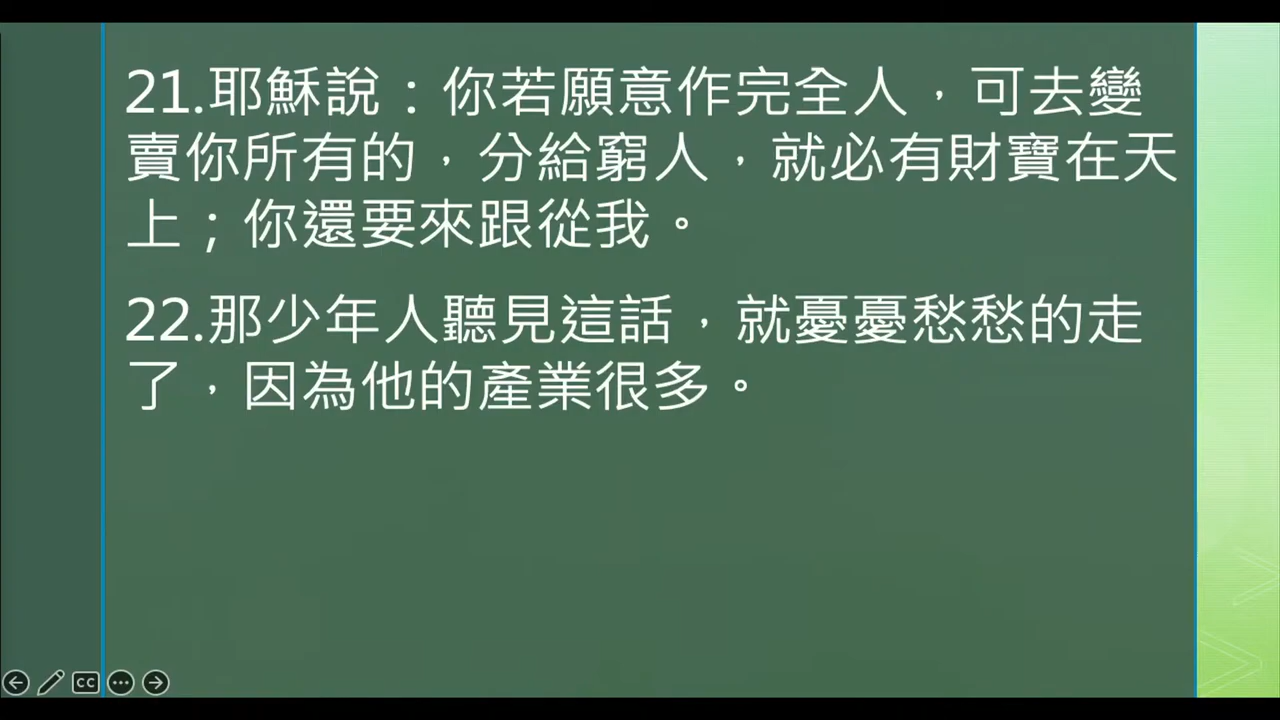 21.耶穌說：你若願意作完全人，可去變
賣你所有的，分給窮人，就必有財寶在天
上；你還要來跟從我。
22.那少年人聽見這話，就憂憂愁愁的走
了，因為他的產業很多。
CC